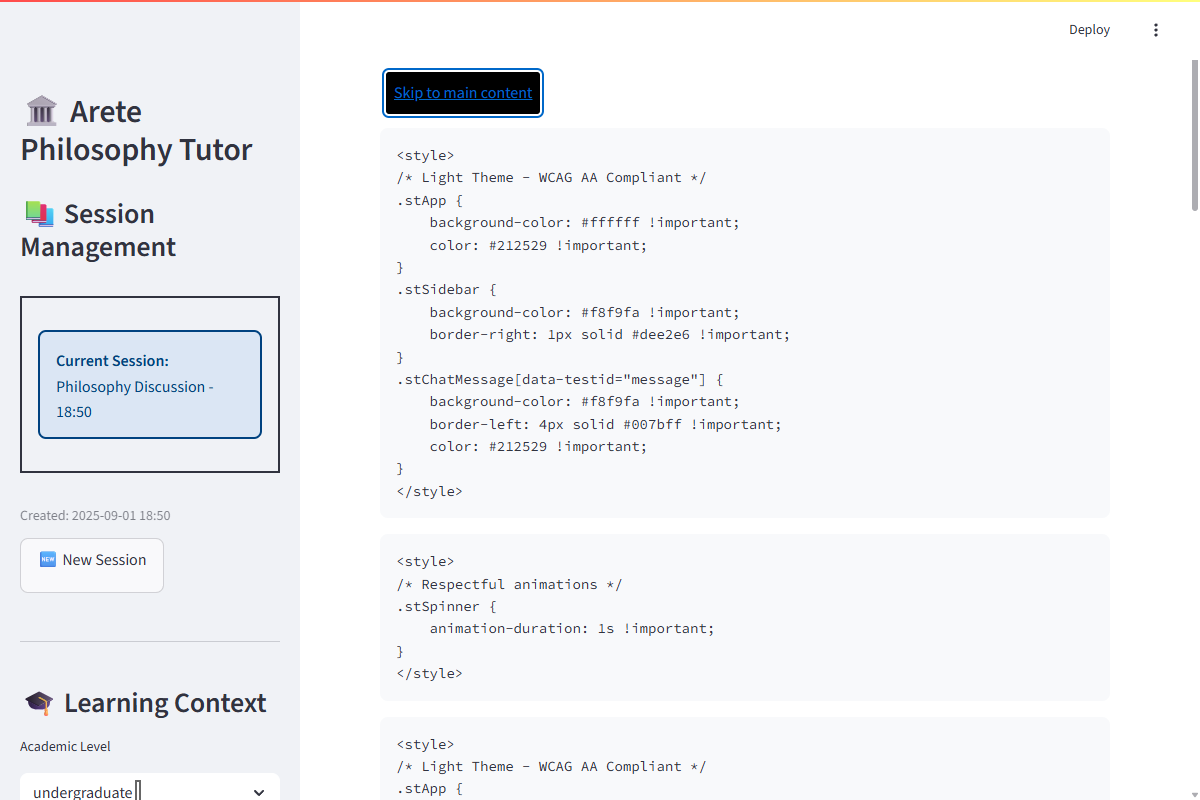 Deploy
Arete
Philosophy Tutor
Session
Management
Current Session:
Philosophy Discussion -
18:50
Created: 2025-09-01 18:50
NEW New Session
Learning Context
Academic Level
undergraduate
Skip to main content
<style>
/* Light Theme - WCAG AA Compliant */
.stApp {
    background-color: #ffffff !important;
    color: #212529 !important;
}
.stSidebar {
    background-color: #f8f9fa !important;
    border-right: 1px solid #dee2e6 !important;
}
.stChatMessage[data-testid="message"] {
    background-color: #f8f9fa !important;
    border-left: 4px solid #007bff !important;
    color: #212529 !important;
}
</style>
<style>
/* Respectful animations */
.stSpinner {
    animation-duration: 1s !important;
}
</style>
<style>
/* Light Theme - WCAG AA Compliant */
.stApp {